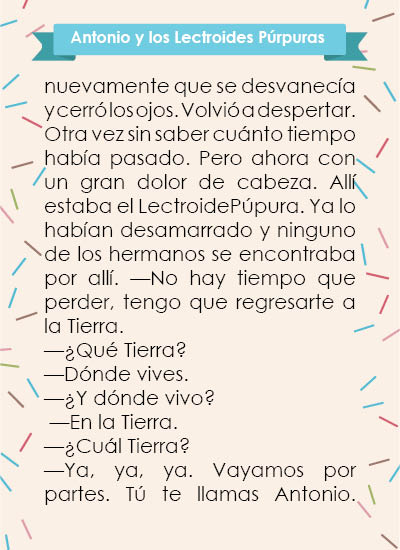 Antonio y los Lectroides Púrpuras
nuevamente que se desvanecía
y cerró los ojos. Volvió a despertar.
Otra vez sin saber cuánto tiempo
había pasado. Pero ahora con
un gran dolor de cabeza. Allí
estaba el LectroidePúpura. Ya lo
habían desamarrado y ninguno
de los hermanos se encontraba
por allí. —No hay tiempo que
perder, tengo que regresarte a
la Tierra.
—¿Qué Tierra?
—Dónde vives.
—¿Y dónde vivo?
—En la Tierra.
—¿Cuál Tierra?
—Ya, ya, ya. Vayamos por
partes. Tú te llamas Antonio.